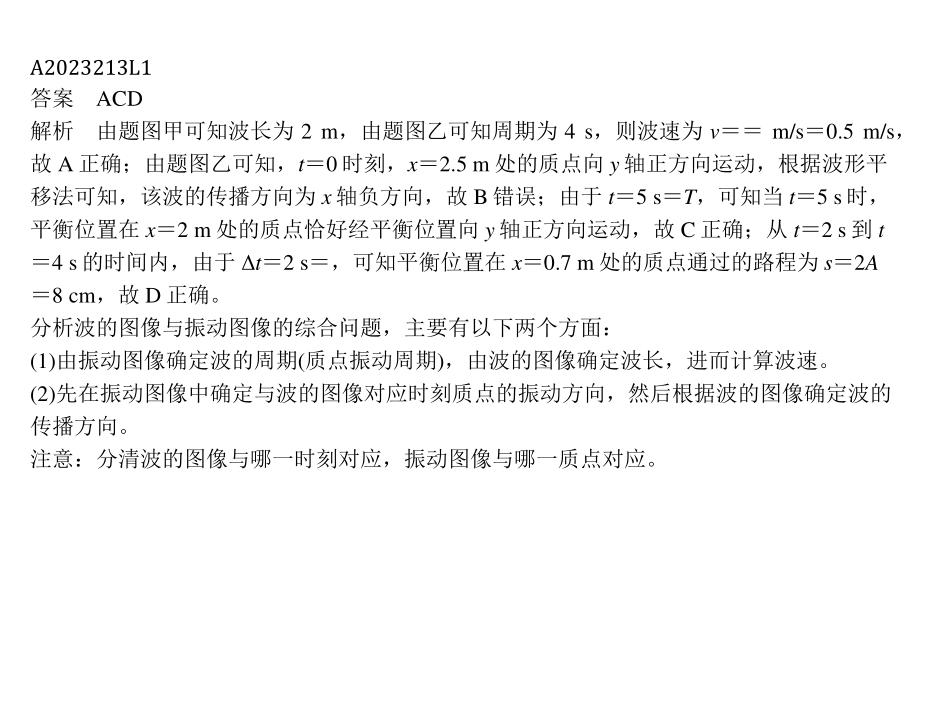 A2023213L1
答案 ACD
解析 由题图甲可知波长为 2 m，由题图乙可知周期为 4 s，则波速为 v＝＝ m/s＝0.5 m/s，
故 A 正确；由题图乙可知，t＝0 时刻，x＝2.5 m 处的质点向 y 轴正方向运动，根据波形平
移法可知，该波的传播方向为 x 轴负方向，故 B 错误；由于 t＝5 s＝T，可知当 t＝5 s 时，
平衡位置在 x＝2 m 处的质点恰好经平衡位置向 y 轴正方向运动，故 C 正确；从 t＝2 s 到 t
＝4 s 的时间内，由于 Δt＝2 s＝，可知平衡位置在 x＝0.7 m 处的质点通过的路程为 s＝2A
＝8 cm，故 D 正确。
分析波的图像与振动图像的综合问题，主要有以下两个方面：
(1)由振动图像确定波的周期(质点振动周期)，由波的图像确定波长，进而计算波速。
(2)先在振动图像中确定与波的图像对应时刻质点的振动方向，然后根据波的图像确定波的
传播方向。
注意：分清波的图像与哪一时刻对应，振动图像与哪一质点对应。